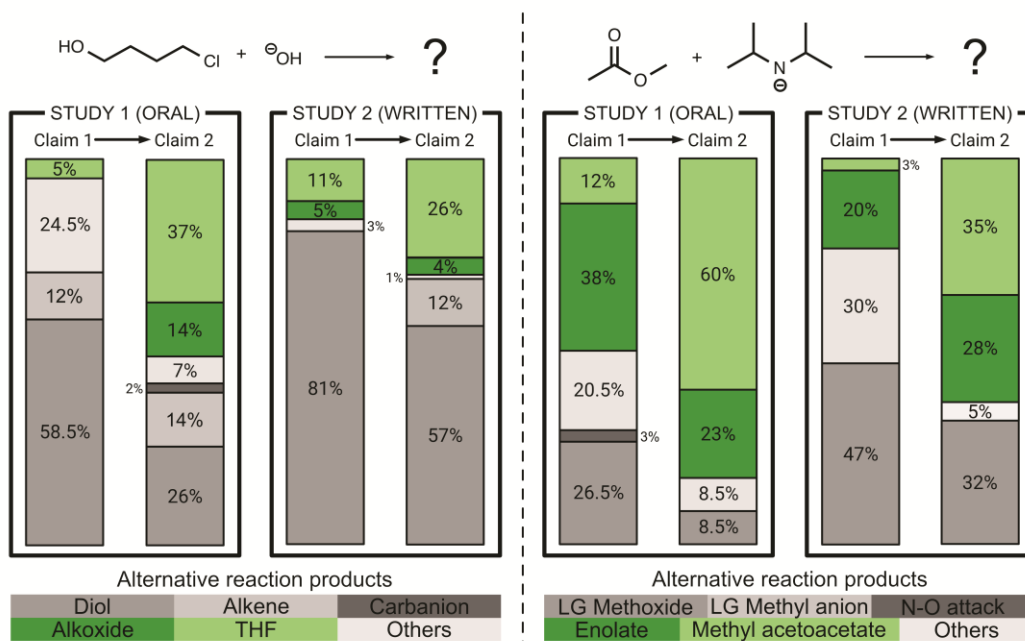 HO
Cl
+
⊖OH
?
O
O
+
N
⊖
?
STUDY 1 (ORAL)
Claim 1
Claim 2
5%
24.5%
12%
58.5%
37%
14%
7%
2%
14%
26%
STUDY 2 (WRITTEN)
Claim 1
Claim 2
11%
5%
3%
81%
26%
4%
1%
12%
57%
Alternative reaction products
Diol
Alkene
Carbanion
Alkoxide
THF
Others
STUDY 1 (ORAL)
Claim 1
Claim 2
12%
38%
20.5%
3%
26.5%
60%
23%
8.5%
8.5%
STUDY 2 (WRITTEN)
Claim 1
Claim 2
3%
20%
30%
47%
35%
28%
5%
32%
Alternative reaction products
LG Methoxide
LG Methyl anion
N-O attack
Enolate
Methyl acetoacetate
Others